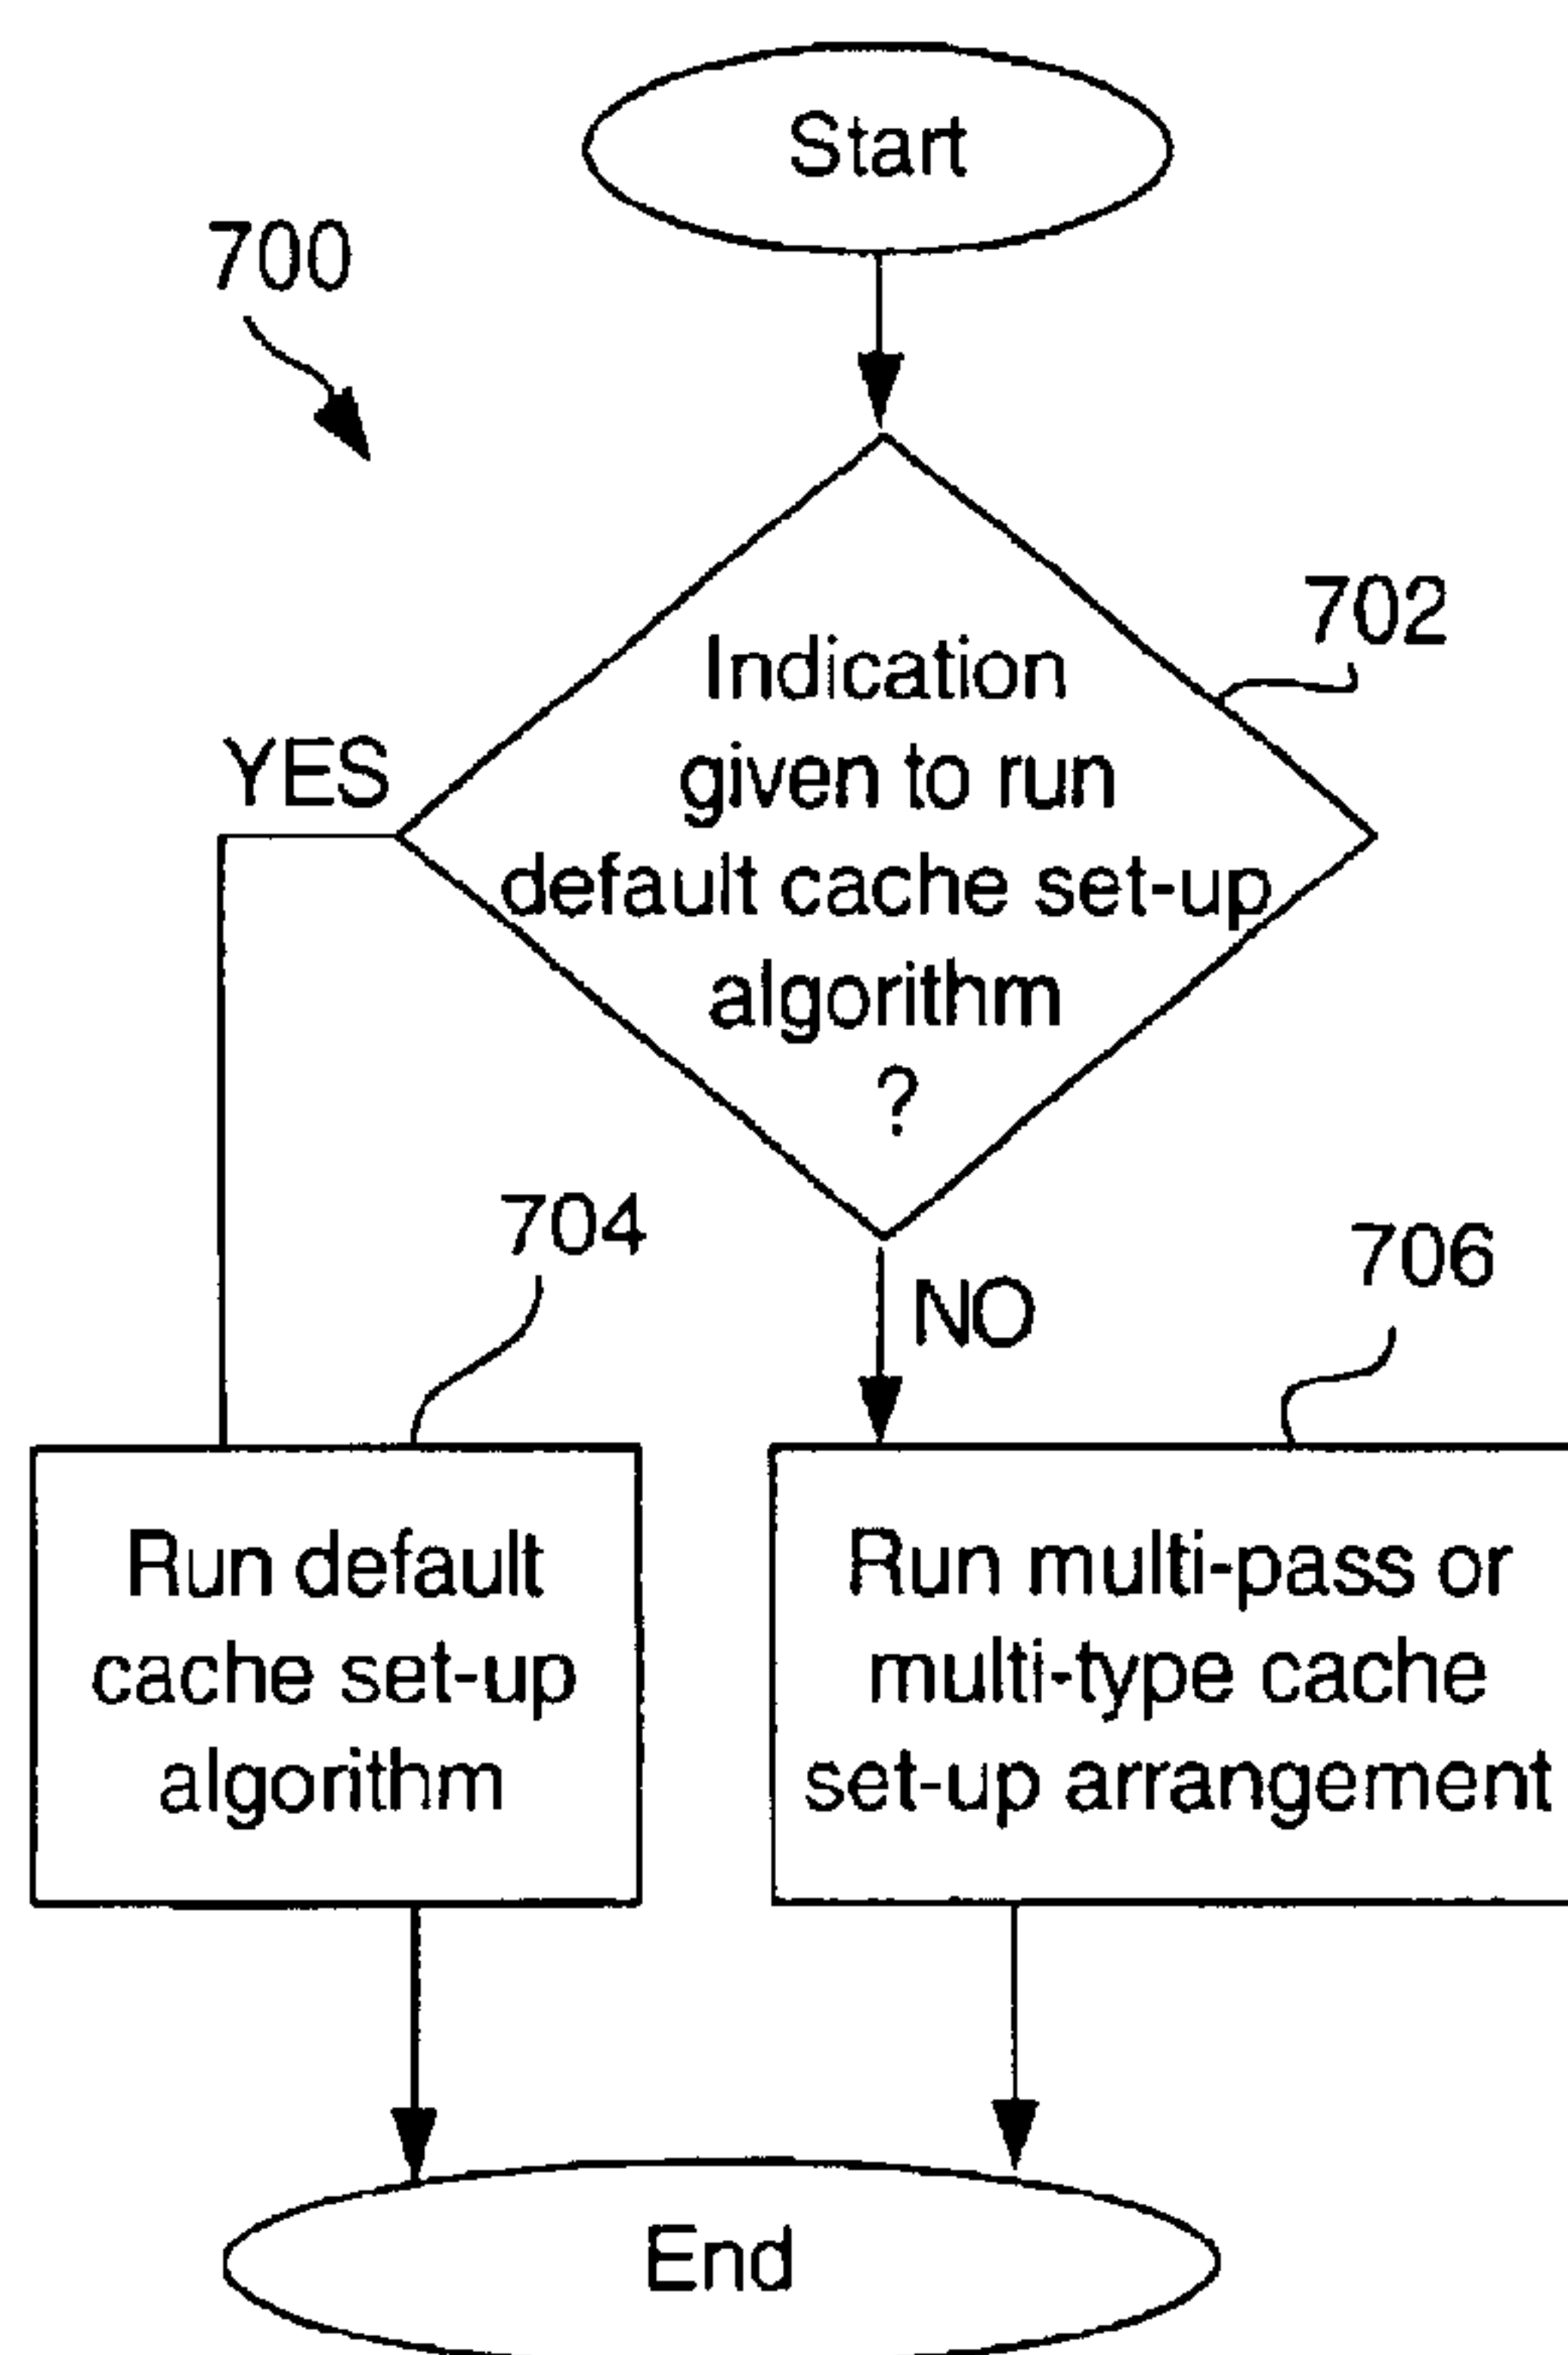 Start
700
702
Indication
given to run
default cache set-up
algorithm
?
YES
NO
704
706
Run default
cache set-up
algorithm
Run multi-pass or
multi-type cache
set-up arrangement
End